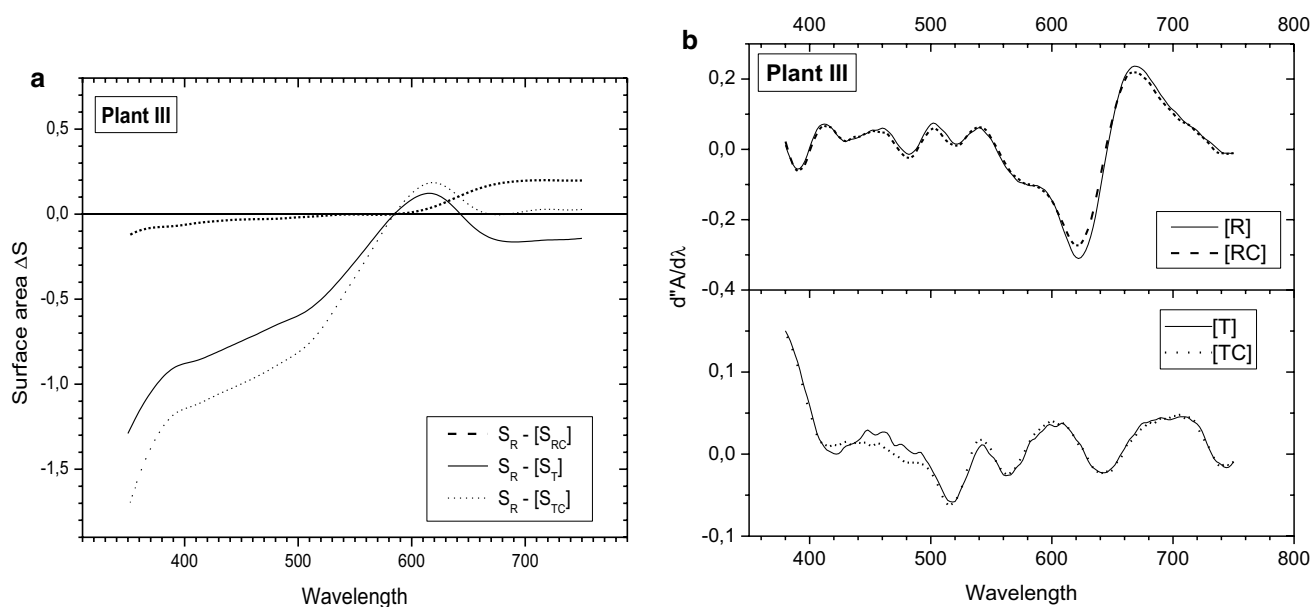 a
Plant III
0,5
0,0
-0,5
-1,0
-1,5
Surface area ΔS
S_R - [S_RC]
S_R - [S_T]
S_R - [S_TC]
400 500 600 700
Wavelength
b
400 500 600 700 800
Plant III
0,2
0,0
-0,2
-0,4
[R]
[RC]
d"A/dλ
[T]
[TC]
0,1
0,0
-0,1
400 500 600 700 800
Wavelength